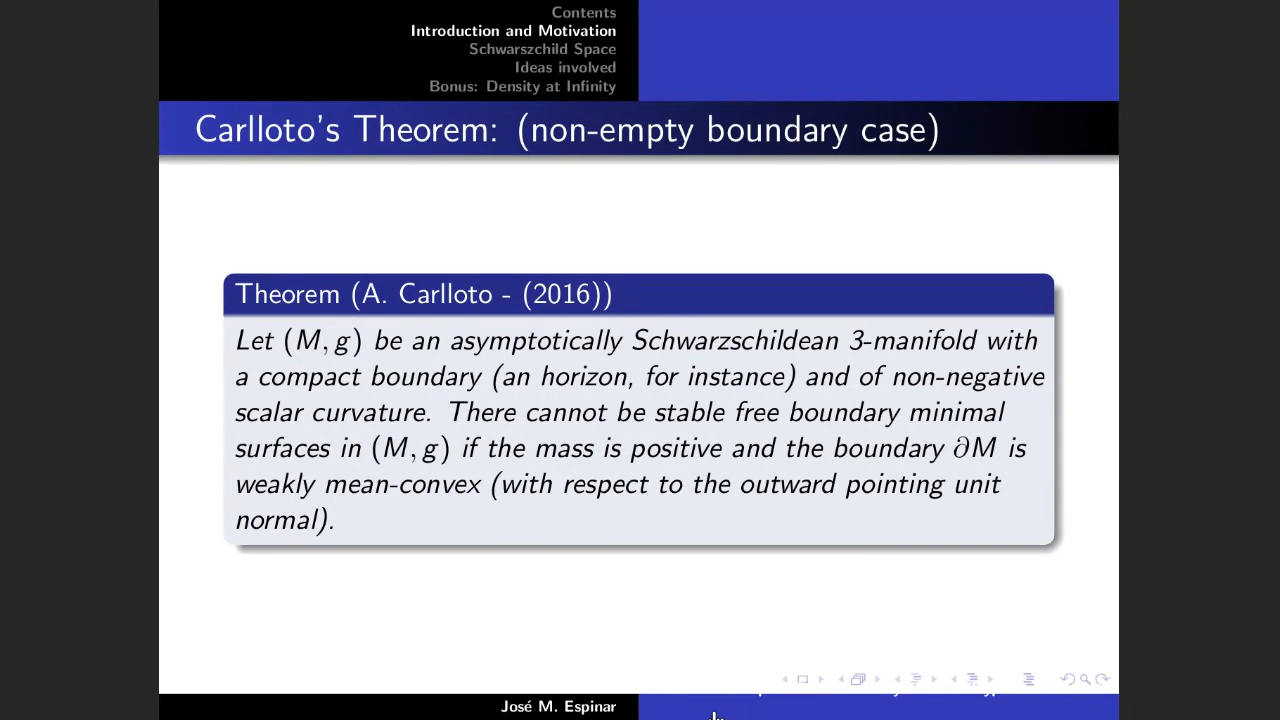 Contents
Introduction and Motivation
Schwarszchild Space
Ideas involved
Bonus: Density at Infinity
Carlloto's Theorem: (non-empty boundary case)
Theorem (A. Carlloto - (2016))
Let (M, g) be an asymptotically Schwarzschildean 3-manifold with
a compact boundary (an horizon, for instance) and of non-negative
scalar curvature. There cannot be stable free boundary minimal
surfaces in (M, g) if the mass is positive and the boundary ∂M is
weakly mean-convex (with respect to the outward pointing unit
normal).
José M. Espinar